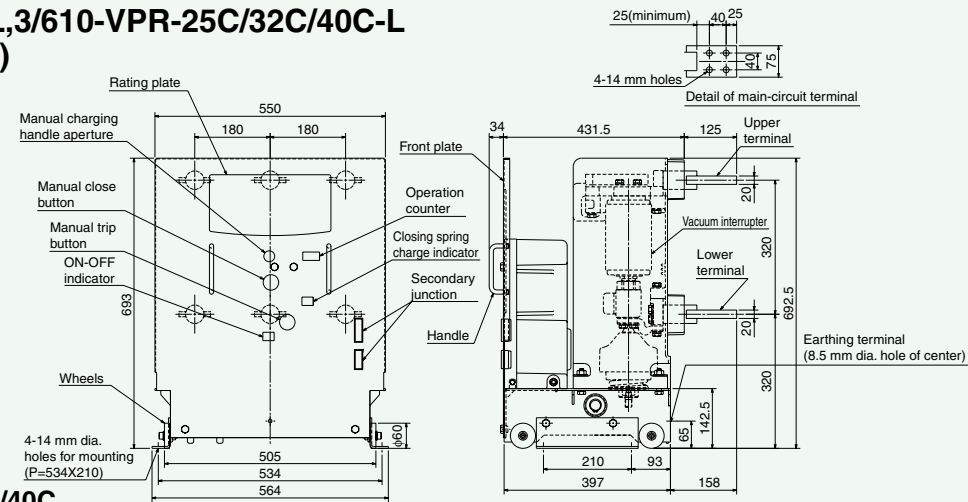 L,3/610-VPR-25C/32C/40C-L
)
25(minimum)
40
25
40
75
4-14 mm holes
Detail of main-circuit terminal
Rating plate
550
180
180
Manual charging
handle aperture
Manual close
button
Manual trip
button
ON-OFF
indicator
693
Operation
counter
Closing spring
charge indicator
Secondary
junction
Wheels
4-14 mm dia.
holes for mounting
(P=534X210)
φ60
505
534
564
34
431.5
125
Front plate
Upper
terminal
20
Vacuum interrupter
320
Lower
terminal
692.5
20
Handle
320
Earthing terminal
(8.5 mm dia. hole of center)
142.5
65
210
93
397
158
/40C